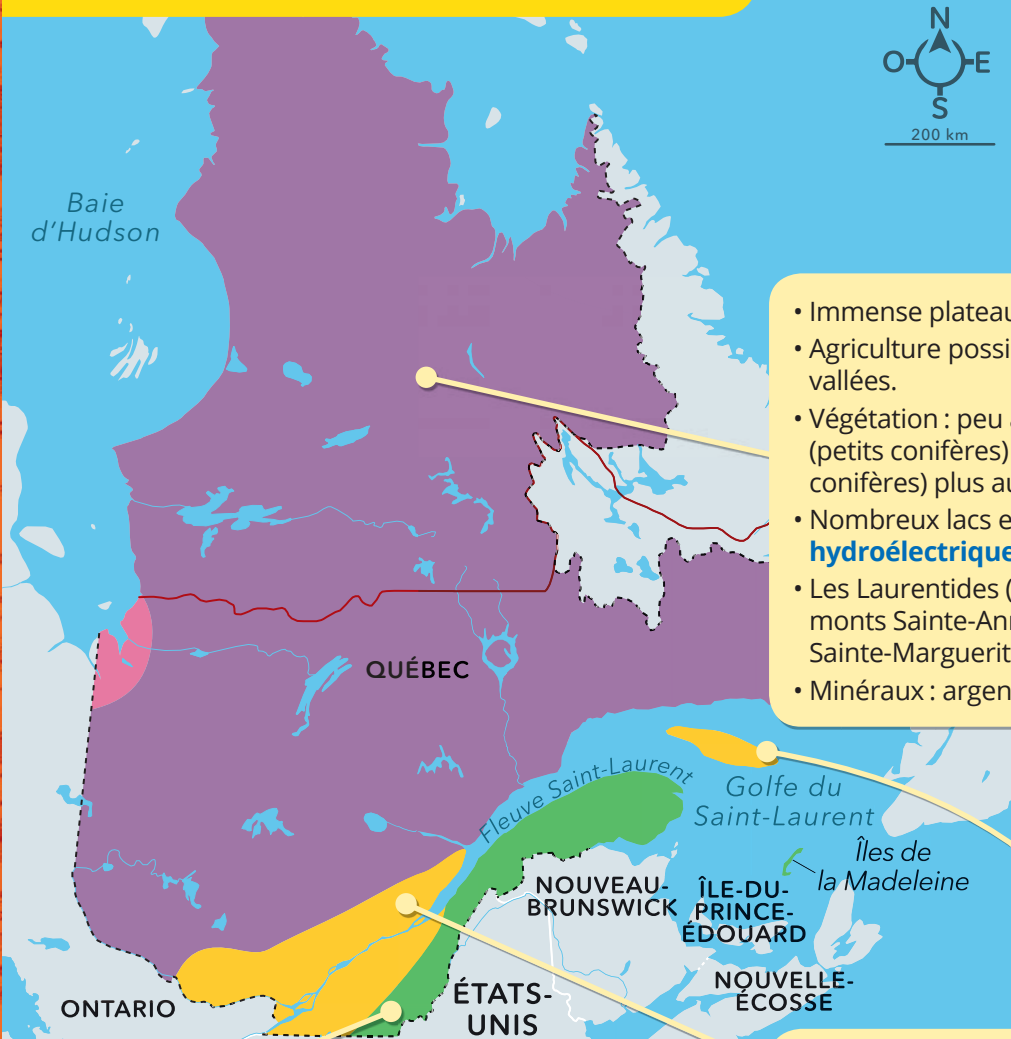 N
O
E
S
200 km
Baie
d'Hudson
• Immense plateau
• Agriculture possi
vallées.
• Végétation : peu
(petits conifères)
conifères) plus au
• Nombreux lacs e
hydroélectrique
• Les Laurentides (
monts Sainte-Ann
Sainte-Marguerit
• Minéraux : argen
QUÉBEC
Fleuve Saint-Laurent
Golfe du
Saint-Laurent
Îles de
la Madeleine
NOUVEAU-
BRUNSWICK
ÎLE-DU-
PRINCE-
ÉDOUARD
NOUVELLE-
ÉCOSSE
ONTARIO
ÉTATS-
UNIS